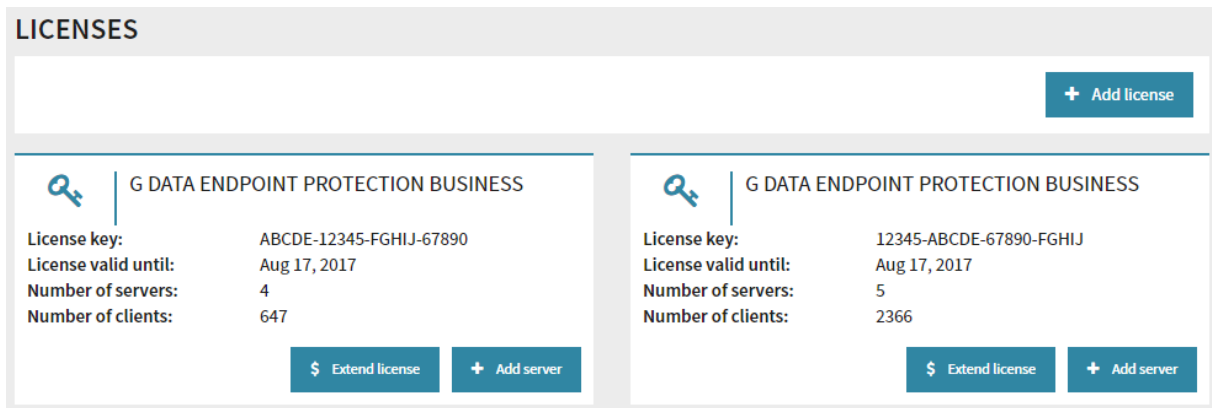 LICENSES
+ Add license
G DATA ENDPOINT PROTECTION BUSINESS
License key: ABCDE-12345-FGHIJ-67890
License valid until: Aug 17, 2017
Number of servers: 4
Number of clients: 647
$ Extend license
+ Add server
G DATA ENDPOINT PROTECTION BUSINESS
License key: 12345-ABCDE-67890-FGHIJ
License valid until: Aug 17, 2017
Number of servers: 5
Number of clients: 2366
$ Extend license
+ Add server